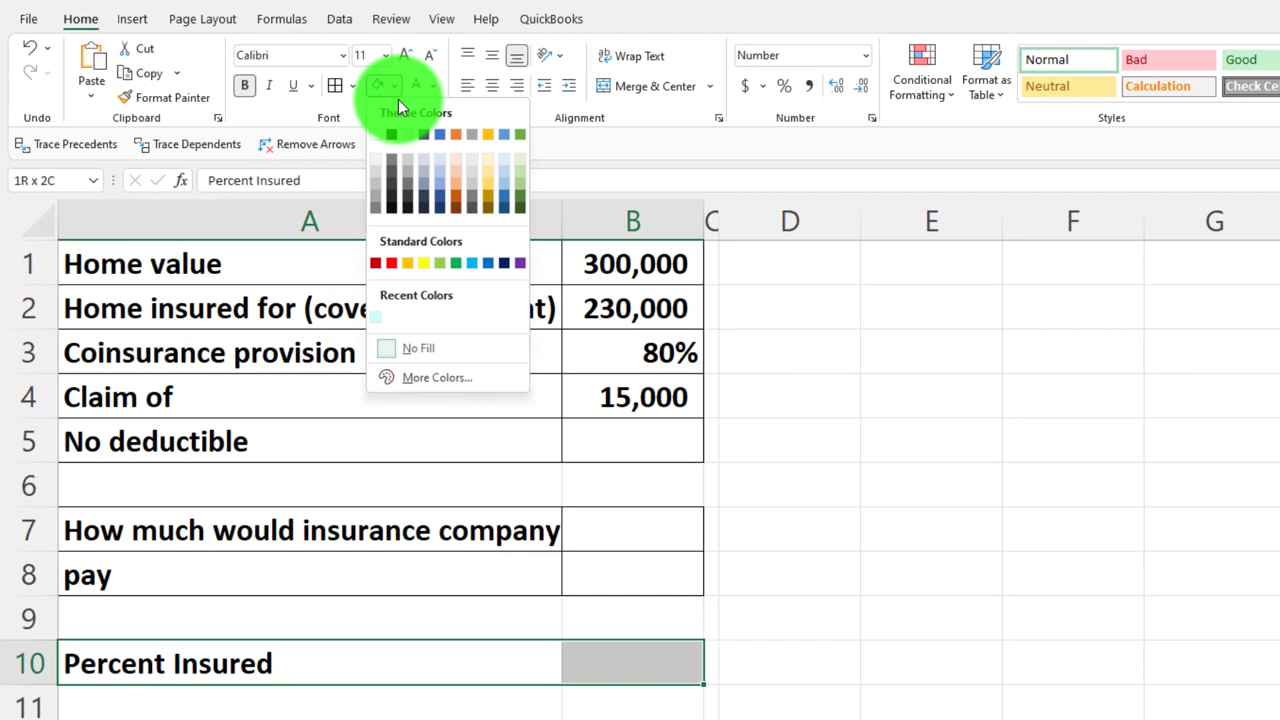 File Home Insert Page Layout Formulas Data Review View Help QuickBooks
Cut
Copy
Format Painter
Paste
Calibri 11
Wrap Text
Merge & Center
Number
Conditional Formatting
Format as Table
Normal Bad Good
Neutral Calculation Check Ce
Undo Clipboard Font Alignment Number Styles
Trace Precedents Trace Dependents Remove Arrows
1R x 2C fx Percent Insured
Colors
Standard Colors
Recent Colors
No Fill
More Colors...
A B C D E F G
1 Home value 300,000
2 Home insured for (cove t) 230,000
3 Coinsurance provision 80%
4 Claim of 15,000
5 No deductible
6
7 How much would insurance company
8 pay
9
10 Percent Insured
11